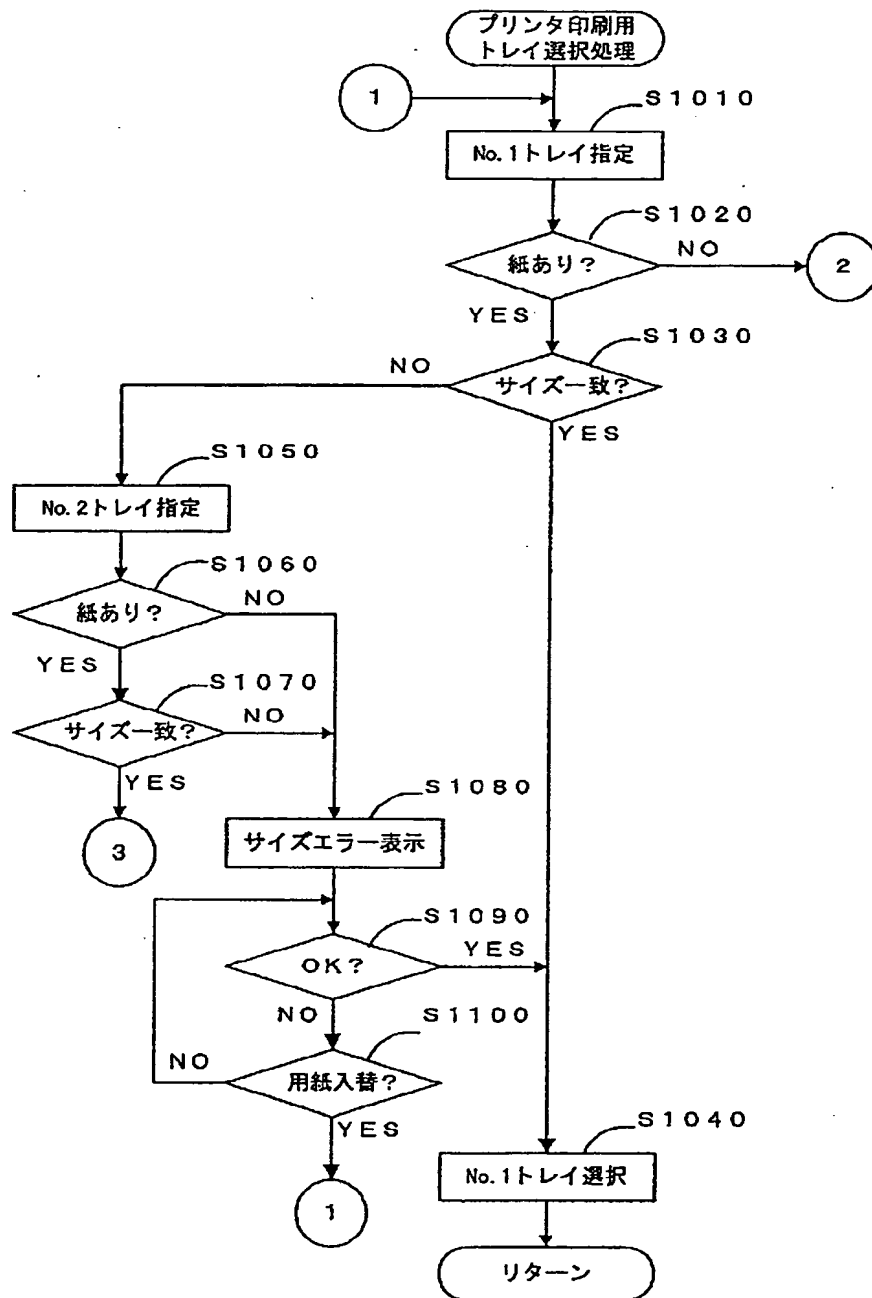 プリンタ印刷用
トレイ選択処理
1
S1010
No.1トレイ指定
S1020
紙あり?
NO
2
YES
S1030
サイズ一致?
NO
YES
S1050
No.2トレイ指定
S1060
紙あり?
NO
YES
S1070
サイズ一致?
NO
YES
3
S1080
サイズエラー表示
S1090
OK?
YES
NO
S1100
用紙入替?
NO
YES
1
S1040
No.1トレイ選択
リターン